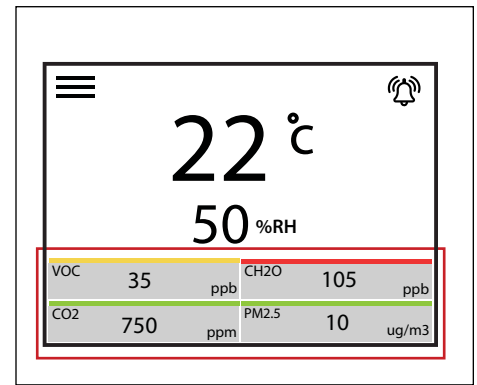 22 °C
50 %RH
VOC 35 ppb
CH2O 105 ppb
CO2 750 ppm
PM2.5 10 ug/m3